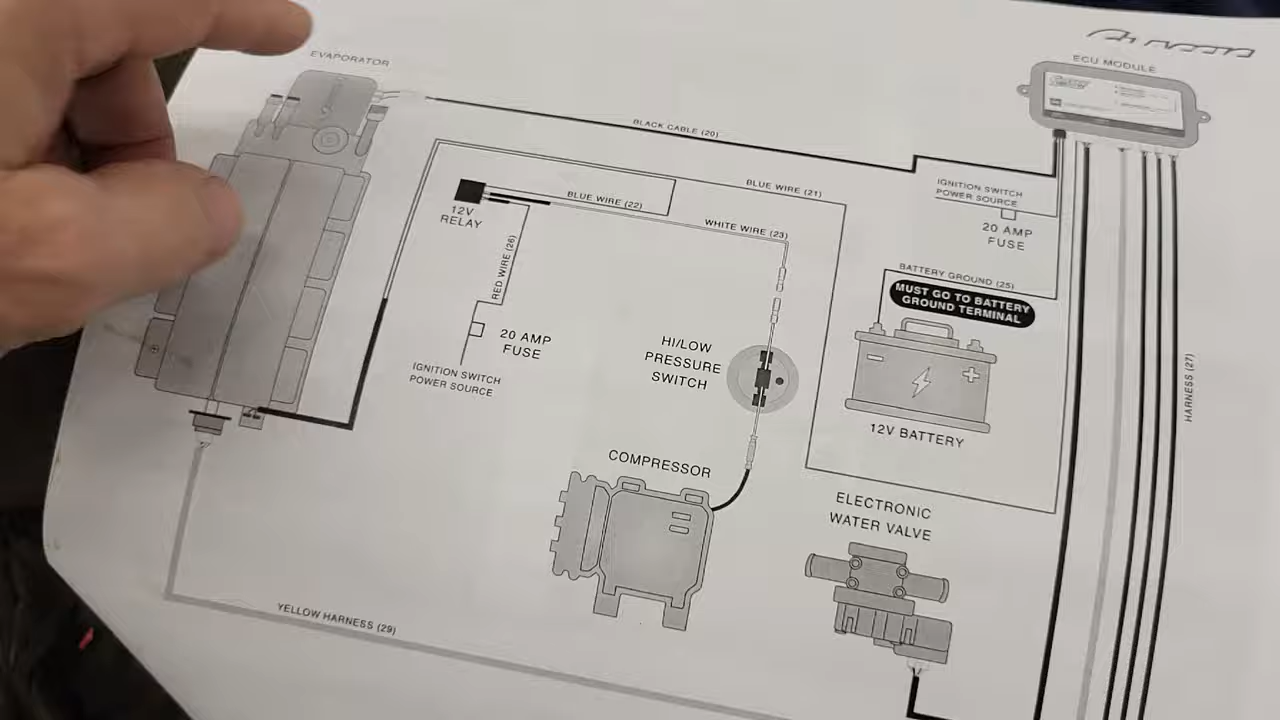 EVAPORATOR
ECU MODULE
BLACK CABLE (20)
BLUE WIRE (21)
IGNITION SWITCH
POWER SOURCE
20 AMP
FUSE
12V
RELAY
BLUE WIRE (22)
WHITE WIRE (23)
RED WIRE (26)
BATTERY GROUND (25)
MUST GO TO BATTERY
GROUND TERMINAL
20 AMP
FUSE
IGNITION SWITCH
POWER SOURCE
HI/LOW
PRESSURE
SWITCH
12V BATTERY
HARNESS (27)
COMPRESSOR
ELECTRONIC
WATER VALVE
YELLOW HARNESS (29)